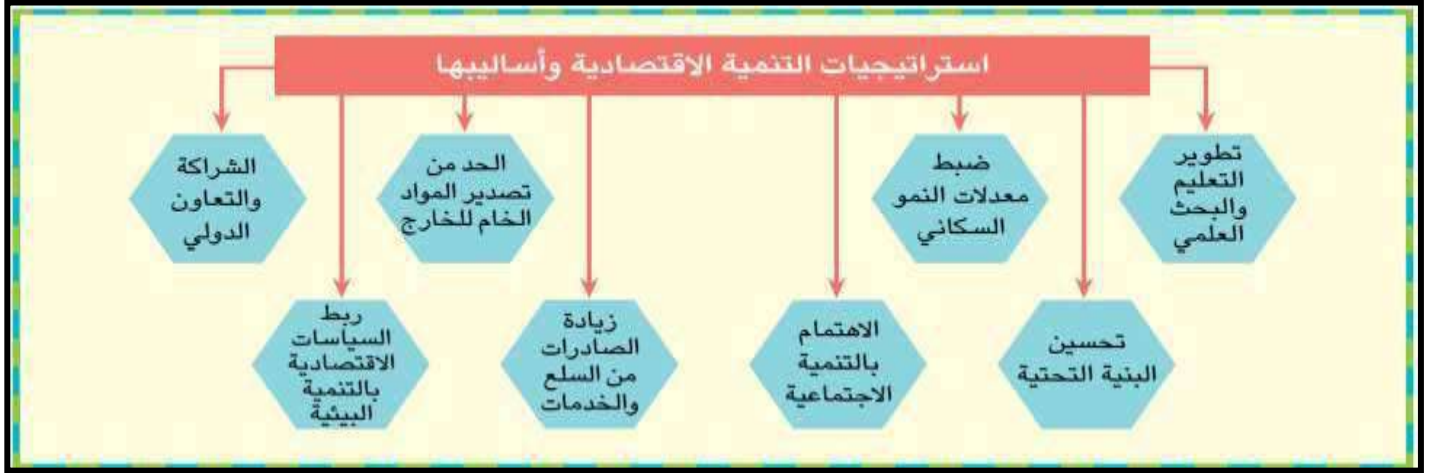 استراتيجيات التنمية الاقتصادية وأساليبها
تطوير
التعليم
والبحث
العلمي
تحسين
البنية التحتية
ضبط
معدلات النمو
السكاني
الاهتمام
بالتنمية
الاجتماعية
زيادة
الصادرات
من السلع
والخدمات
الحد من
تصدير المواد
الخام للخارج
ربط
السياسات
الاقتصادية
بالتنمية
البيئية
الشراكة
والتعاون
الدولي